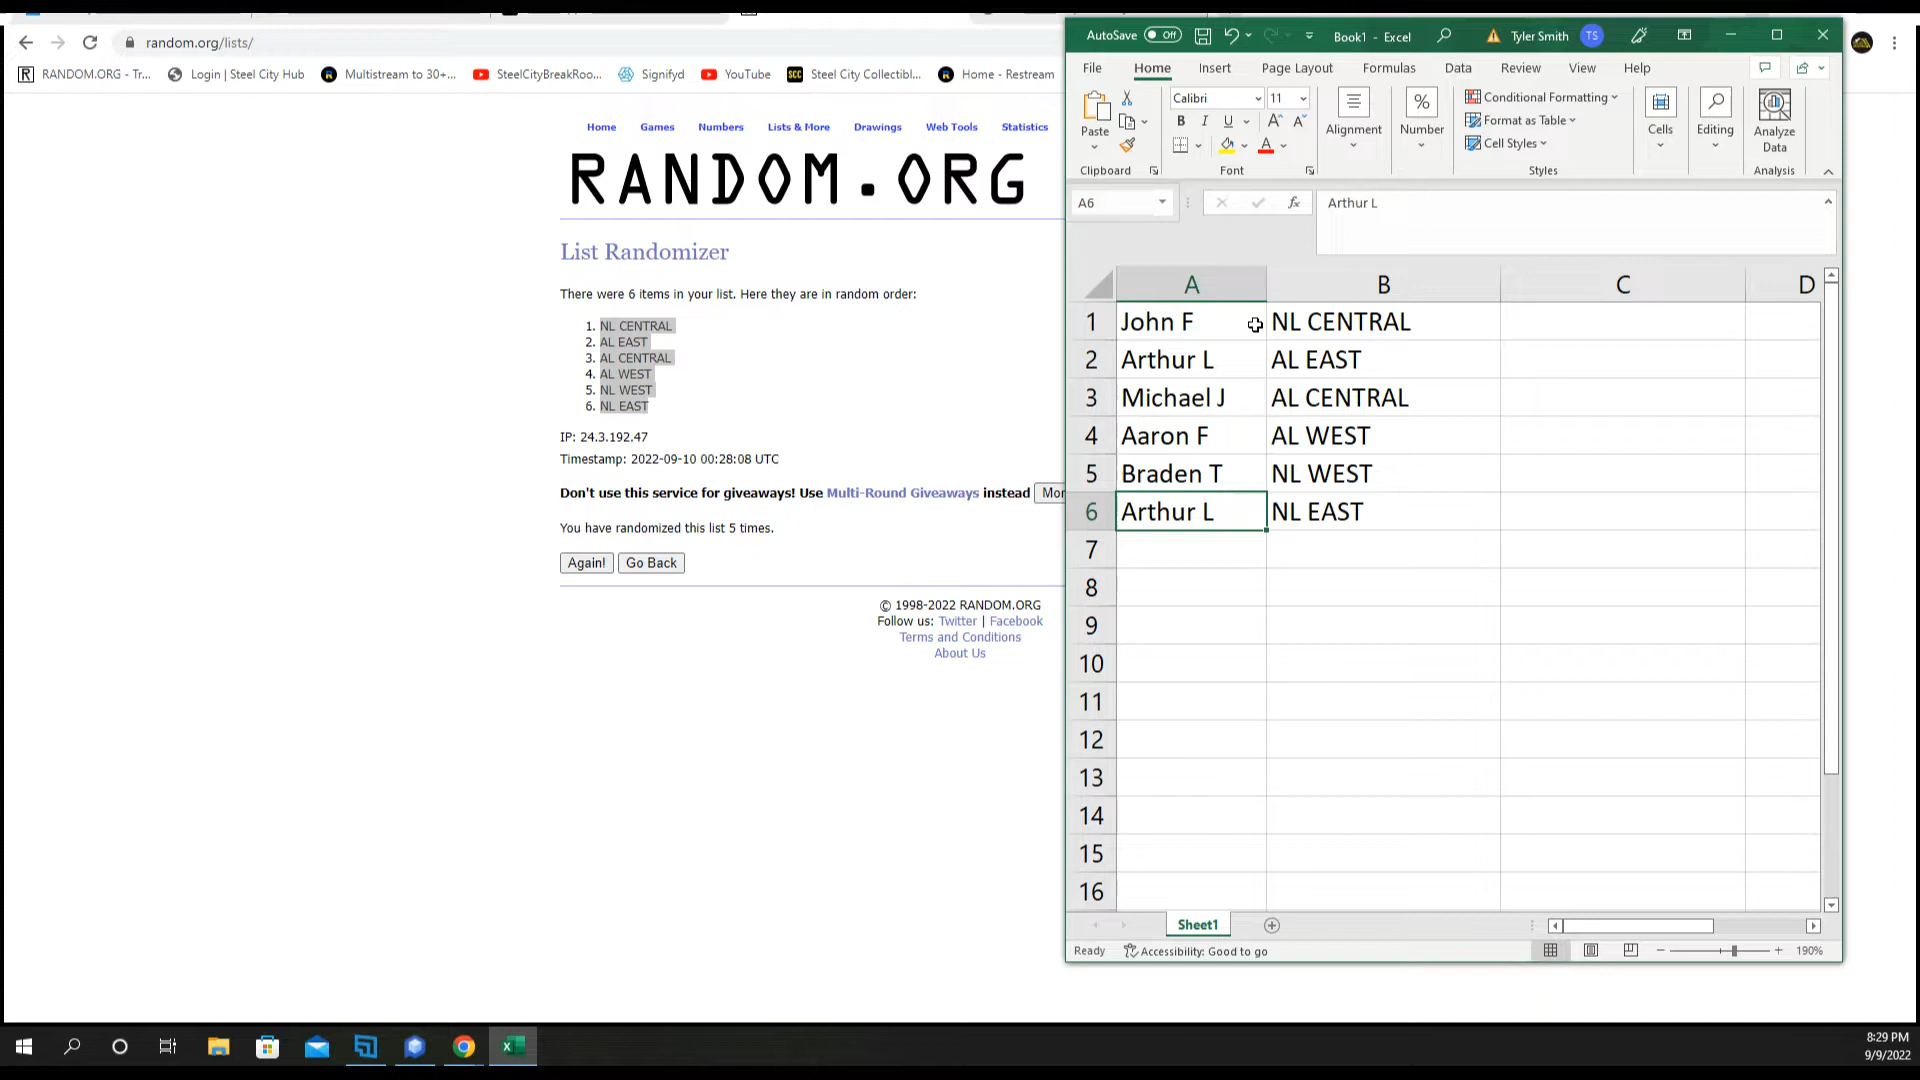 random.org/lists/
RANDOM.ORG - Tr...
Login | Steel City Hub
Multistream to 30+...
SteelCityBreakRoo...
Signifyd
YouTube
SCC Steel City Collectibl...
Home - Restream
Home
Games
Numbers
Lists & More
Drawings
Web Tools
Statistics
RANDOM.ORG
List Randomizer
There were 6 items in your list. Here they are in random order:
1. NL CENTRAL
2. AL EAST
3. AL CENTRAL
4. AL WEST
5. NL WEST
6. NL EAST
IP: 24.3.192.47
Timestamp: 2022-09-10 00:28:08 UTC
Don't use this service for giveaways! Use Multi-Round Giveaways instead Mor
You have randomized this list 5 times.
Again! Go Back
© 1998-2022 RANDOM.ORG
Follow us: Twitter | Facebook
Terms and Conditions
About Us
AutoSave Off
Book1 - Excel
Tyler Smith TS
File Home Insert Page Layout Formulas Data Review View Help
Paste
Clipboard
Calibri 11
B I U
Font
Alignment
%
Number
Conditional Formatting
Format as Table
Cell Styles
Styles
Cells
Editing
Analyze
Data
Analysis
A6
fx
Arthur L
A B C D
1 John F NL CENTRAL
2 Arthur L AL EAST
3 Michael J AL CENTRAL
4 Aaron F AL WEST
5 Braden T NL WEST
6 Arthur L NL EAST
7
8
9
10
11
12
13
14
15
16
Sheet1
Ready
Accessibility: Good to go
190%
8:29 PM
9/9/2022